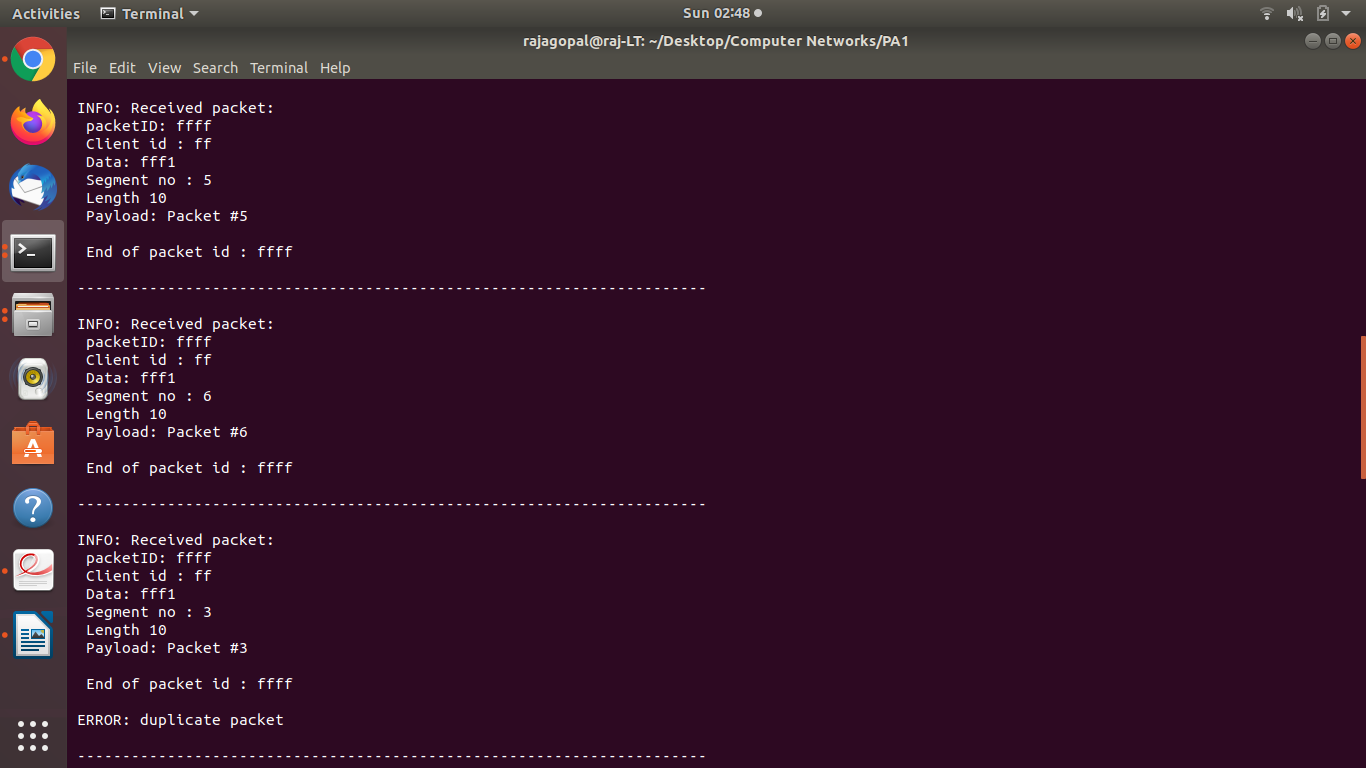 Activities Terminal Sun 02:48
rajagopal@raj-LT: ~/Desktop/Computer Networks/PA1
File Edit View Search Terminal Help
INFO: Received packet:
packetID: ffff
Client id : ff
Data: fff1
Segment no : 5
Length 10
Payload: Packet #5
End of packet id : ffff
----------------------------------------------------------------------
INFO: Received packet:
packetID: ffff
Client id : ff
Data: fff1
Segment no : 6
Length 10
Payload: Packet #6
End of packet id : ffff
----------------------------------------------------------------------
INFO: Received packet:
packetID: ffff
Client id : ff
Data: fff1
Segment no : 3
Length 10
Payload: Packet #3
End of packet id : ffff
ERROR: duplicate packet
----------------------------------------------------------------------